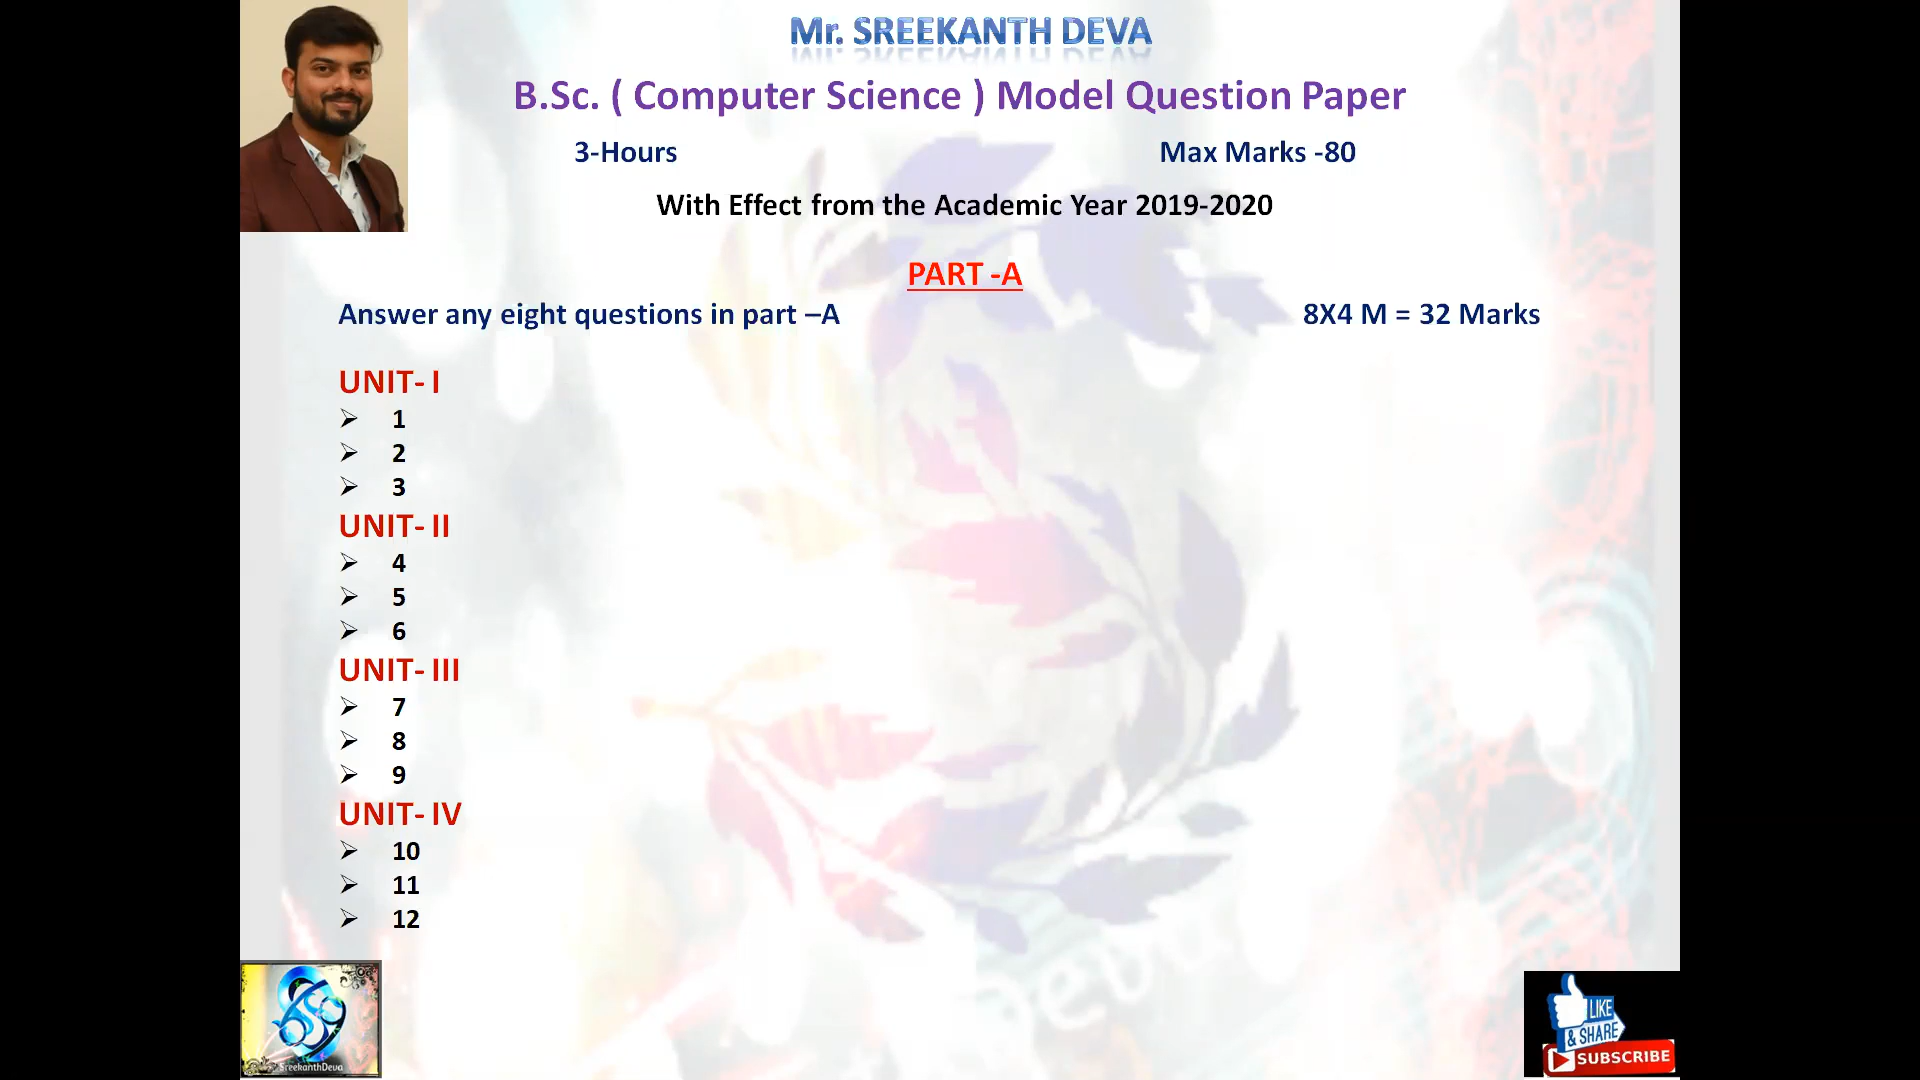 Mr. SREEKANTH DEVA
B.Sc. ( Computer Science ) Model Question Paper
3-Hours Max Marks -80
With Effect from the Academic Year 2019-2020
PART -A
Answer any eight questions in part –A 8X4 M = 32 Marks
UNIT- I
➢ 1
➢ 2
➢ 3
UNIT- II
➢ 4
➢ 5
➢ 6
UNIT- III
➢ 7
➢ 8
➢ 9
UNIT- IV
➢ 10
➢ 11
➢ 12
SreekanthDeva
LIKE
& SHARE
SUBSCRIBE